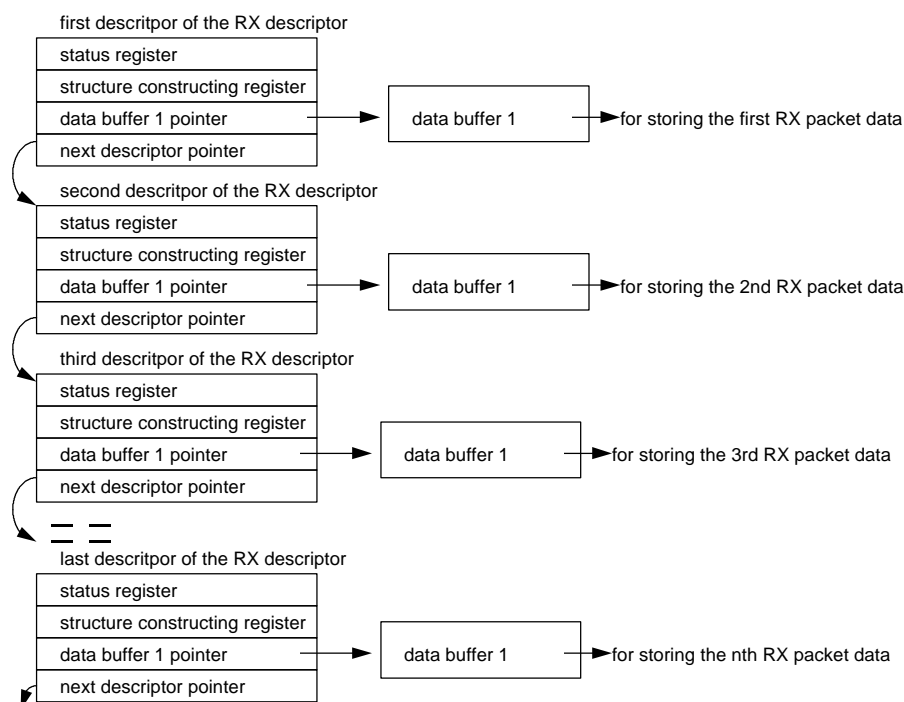 first descritpor of the RX descriptor
status register
structure constructing register
data buffer 1 pointer
data buffer 1
for storing the first RX packet data
next descriptor pointer
second descritpor of the RX descriptor
status register
structure constructing register
data buffer 1 pointer
data buffer 1
for storing the 2nd RX packet data
next descriptor pointer
third descritpor of the RX descriptor
status register
structure constructing register
data buffer 1 pointer
data buffer 1
for storing the 3rd RX packet data
next descriptor pointer
last descritpor of the RX descriptor
status register
structure constructing register
data buffer 1 pointer
data buffer 1
for storing the nth RX packet data
next descriptor pointer